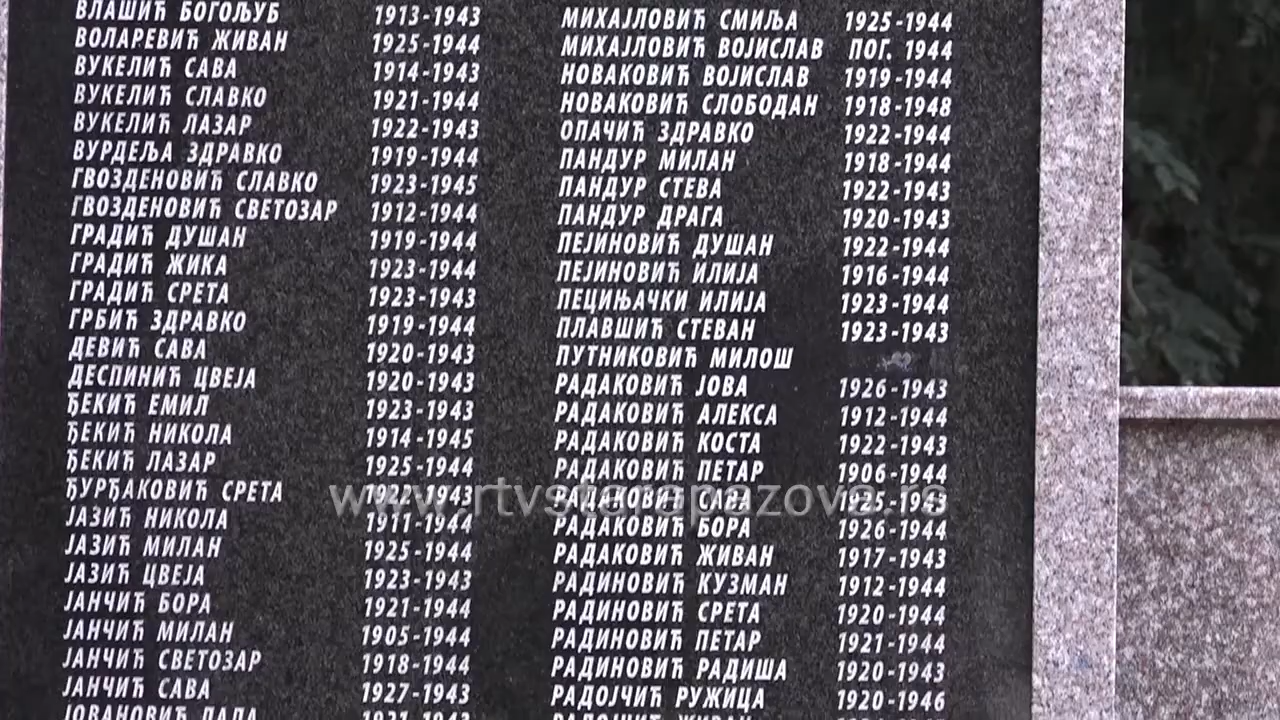 ВЛАШИЋ БОГОЉУБ 1913-1943
ВОЛАРЕВИЋ ЖИВАН 1925-1944
ВУКЕЛИЋ САВА 1914-1943
ВУКЕЛИЋ СЛАВКО 1921-1944
ВУКЕЛИЋ ЛАЗАР 1922-1943
ВУРДЕЉА ЗДРАВКО 1919-1944
ГВОЗДЕНОВИЋ СЛАВКО 1923-1945
ГВОЗДЕНОВИЋ СВЕТОЗАР 1912-1944
ГРАДИЋ ДУШАН 1919-1944
ГРАДИЋ ЖИКА 1923-1944
ГРАДИЋ СРЕТА 1923-1943
ГРБИЋ ЗДРАВКО 1919-1944
ДЕВИЋ САВА 1920-1943
ДЕСПИНИЋ ЦВЕЈА 1920-1943
ЂЕКИЋ ЕМИЛ 1923-1943
ЂЕКИЋ НИКОЛА 1914-1945
ЂЕКИЋ ЛАЗАР 1925-1944
ЂУРЂАКОВИЋ СРЕТА 1922-1943
ЈАЗИЋ НИКОЛА 1911-1944
ЈАЗИЋ МИЛАН 1925-1944
ЈАЗИЋ ЦВЕЈА 1923-1943
ЈАНЧИЋ БОРА 1921-1944
ЈАНЧИЋ МИЛАН 1905-1944
ЈАНЧИЋ СВЕТОЗАР 1918-1944
ЈАНЧИЋ САВА 1927-1943
ЈОВАНОВИЋ
МИХАЈЛОВИЋ СМИЉА 1925-1944
МИХАЈЛОВИЋ ВОЈИСЛАВ ПОГ. 1944
НОВАКОВИЋ ВОЈИСЛАВ 1919-1944
НОВАКОВИЋ СЛОБОДАН 1918-1948
ОПАЧИЋ ЗДРАВКО 1922-1944
ПАНДУР МИЛАН 1918-1944
ПАНДУР СТЕВА 1922-1943
ПАНДУР ДРАГА 1920-1943
ПЕЈИНОВИЋ ДУШАН 1922-1944
ПЕЈИНОВИЋ ИЛИЈА 1916-1944
ПЕЦИЊАЧКИ ИЛИЈА 1923-1944
ПЛАВШИЋ СТЕВАН 1923-1943
ПУТНИКОВИЋ МИЛОШ
РАДАКОВИЋ ЈОВА 1926-1943
РАДАКОВИЋ АЛЕКСА 1912-1944
РАДАКОВИЋ КОСТА 1922-1943
РАДАКОВИЋ ПЕТАР 1906-1944
РАДАКОВИЋ САВА 1925-1943
РАДАКОВИЋ БОРА 1926-1944
РАДАКОВИЋ ЖИВАН 1917-1943
РАДИНОВИЋ КУЗМАН 1912-1944
РАДИНОВИЋ СРЕТА 1920-1944
РАДИНОВИЋ ПЕТАР 1921-1944
РАДИНОВИЋ РАДИША 1920-1943
РАДОЈЧИЋ РУЖИЦА 1920-1946
РАДОЈЧИЋ ЖИВАН
www.rtvstarapazova.rs